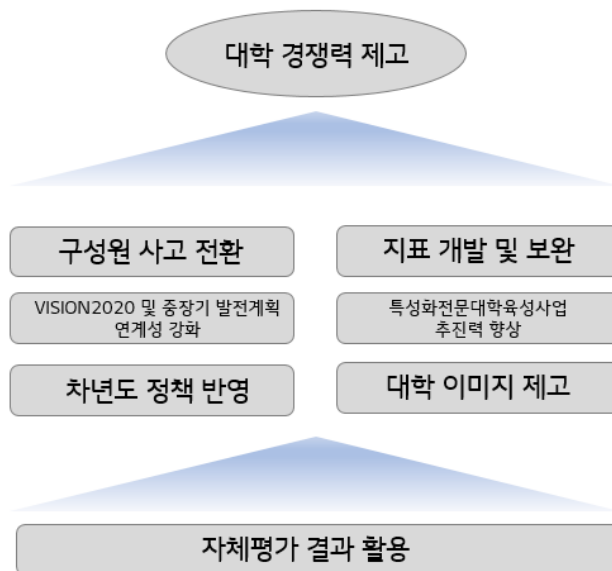 대학 경쟁력 제고
구성원 사고 전환
지표 개발 및 보완
VISION2020 및 중장기 발전계획
연계성 강화
특성화전문대학육성사업
추진력 향상
차년도 정책 반영
대학 이미지 제고
자체평가 결과 활용